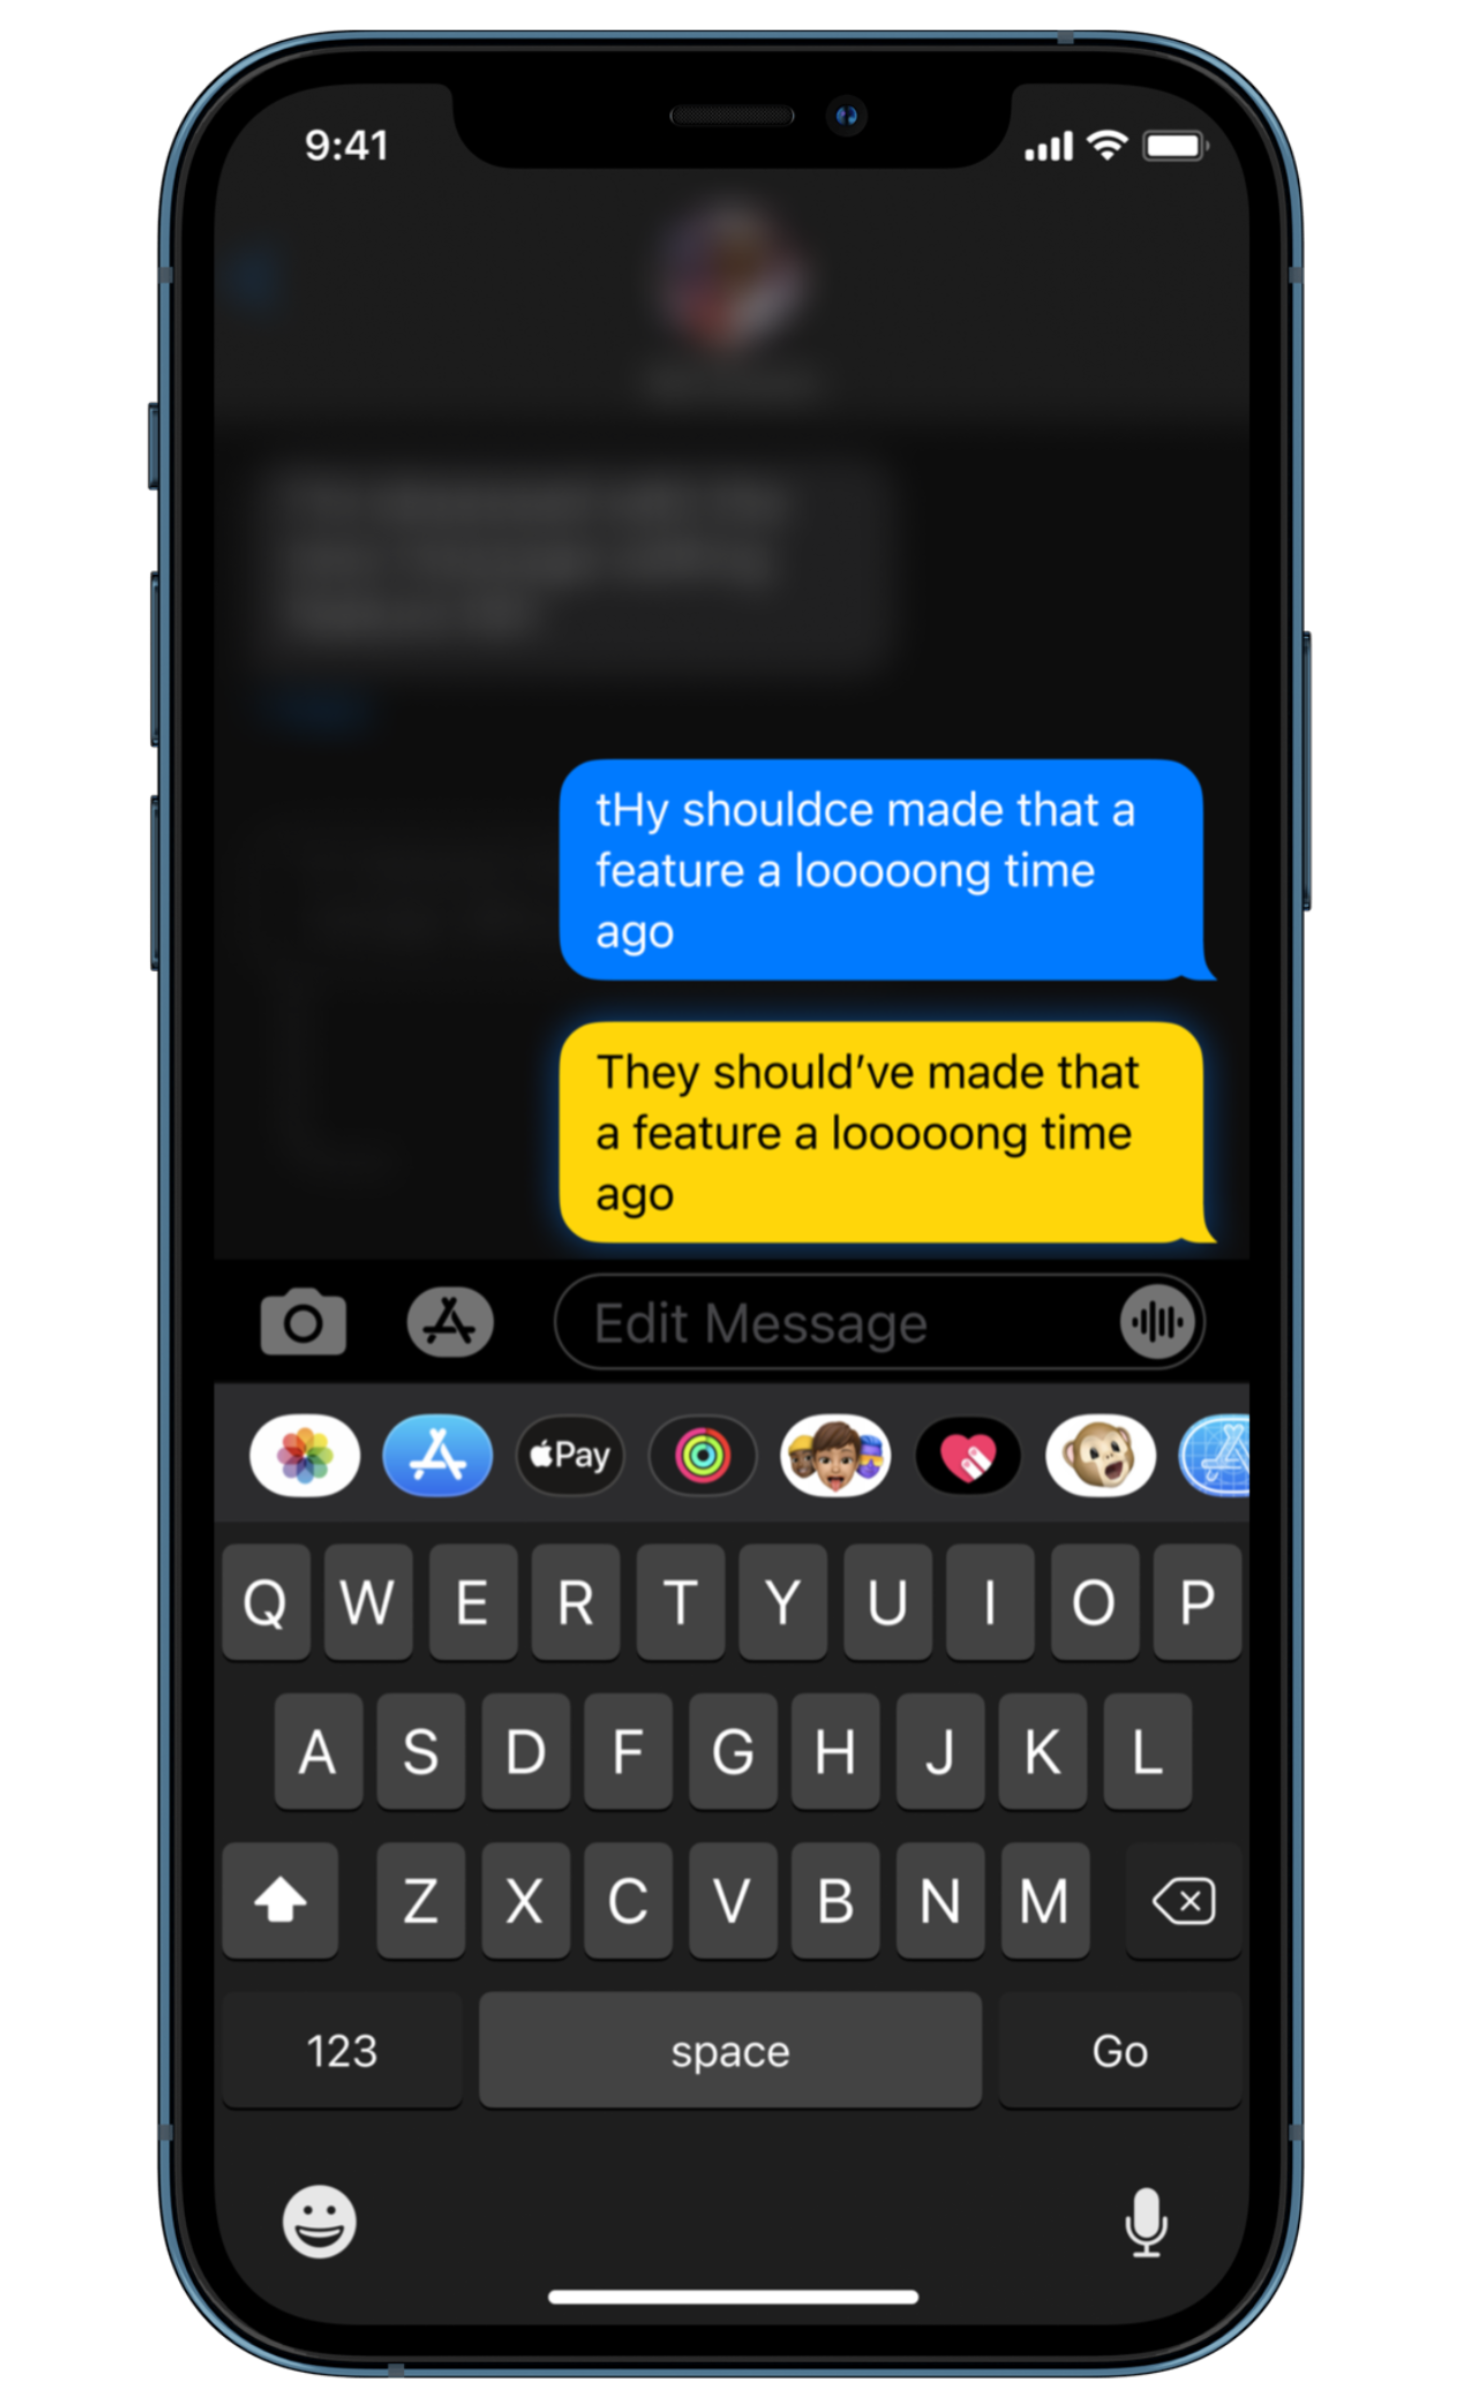 9:41
tHy shouldce made that a
feature a looooong time
ago
They should’ve made that
a feature a looooong time
ago
Edit Message
Pay
Q W E R T Y U I O P
A S D F G H J K L
Z X C V B N M
123 space Go